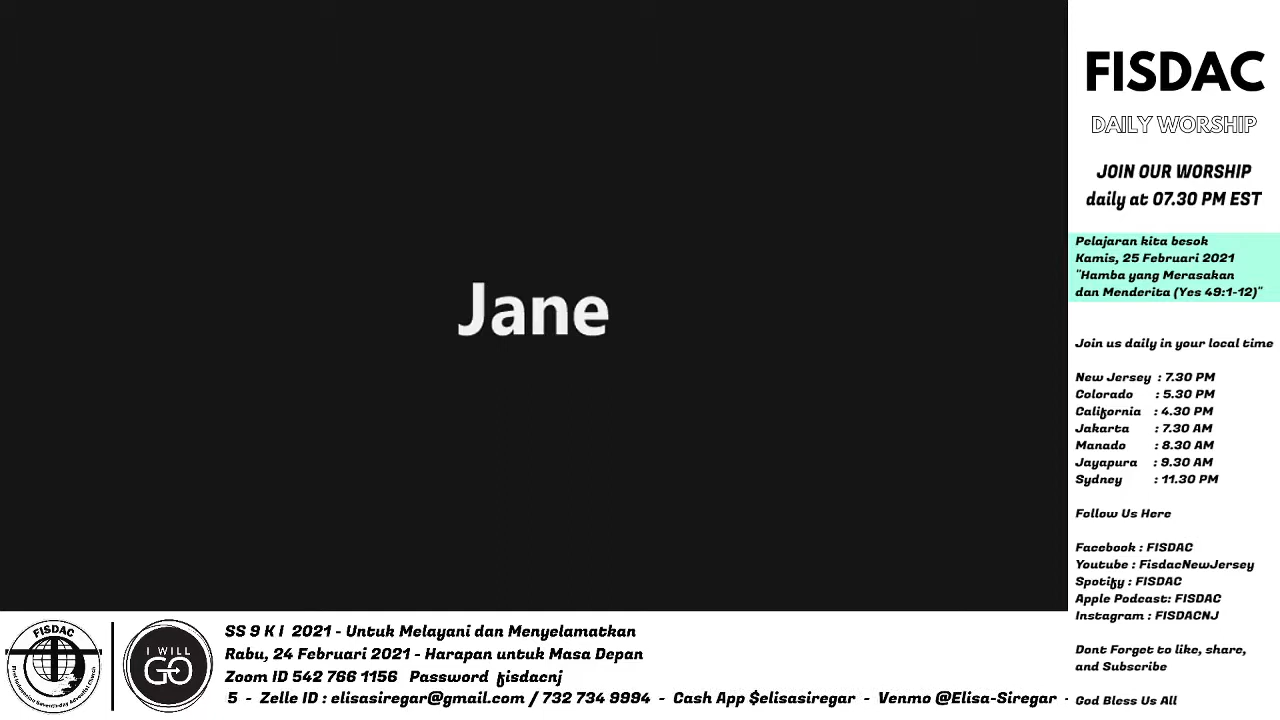 Jane
FISDAC
DAILY WORSHIP
JOIN OUR WORSHIP
daily at 07.30 PM EST
Pelajaran kita besok
Kamis, 25 Februari 2021
"Hamba yang Merasakan
dan Menderita (Yes 49:1-12)"
Join us daily in your local time
New Jersey : 7.30 PM
Colorado : 5.30 PM
California : 4.30 PM
Jakarta : 7.30 AM
Manado : 8.30 AM
Jayapura : 9.30 AM
Sydney : 11.30 PM
Follow Us Here
Facebook : FISDAC
Youtube : FisdacNewJersey
Spotify : FISDAC
Apple Podcast: FISDAC
Instagram : FISDACNJ
Dont Forget to like, share,
and Subscribe
God Bless Us All
FISDAC
First Indonesian Seventh-day Adventist Church
I WILL
GO
SS 9 K I 2021 - Untuk Melayani dan Menyelamatkan
Rabu, 24 Februari 2021 - Harapan untuk Masa Depan
Zoom ID 542 766 1156 Password fisdacnj
5 - Zelle ID : elisasiregar@gmail.com / 732 734 9994 - Cash App $elisasiregar - Venmo @Elisa-Siregar -